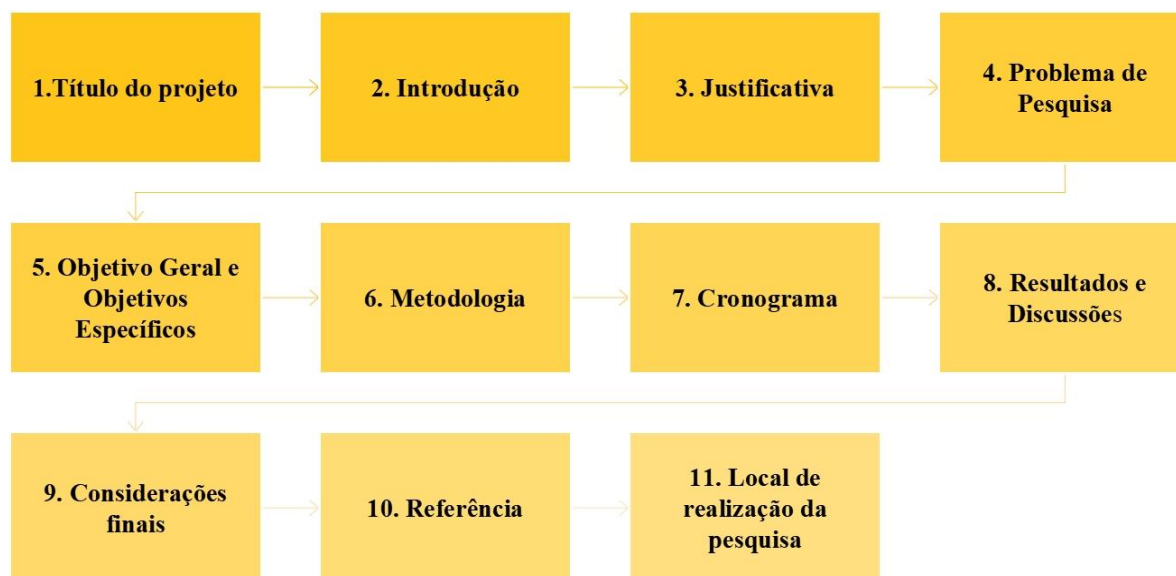 1.Título do projeto
2. Introdução
3. Justificativa
4. Problema de
Pesquisa
5. Objetivo Geral e
Objetivos
Específicos
6. Metodologia
7. Cronograma
8. Resultados e
Discussões
9. Considerações
finais
10. Referência
11. Local de
realização da
pesquisa